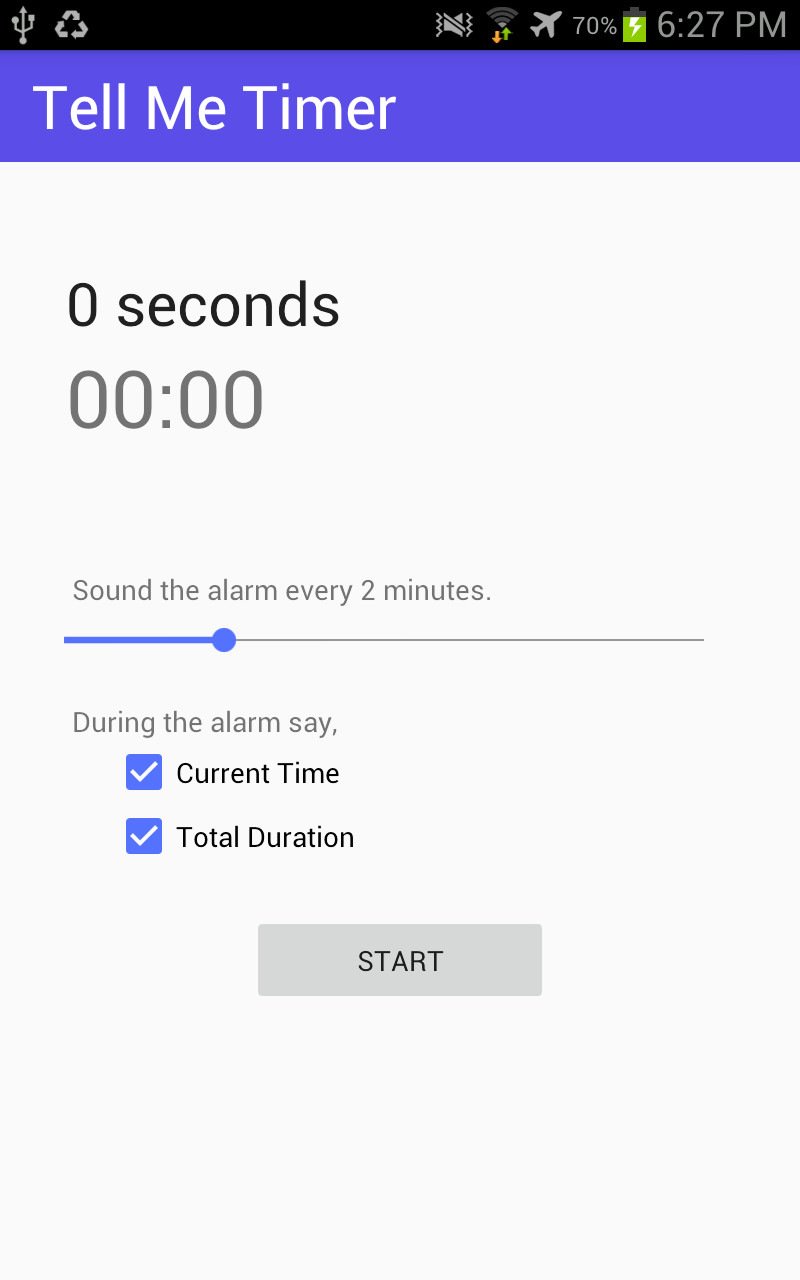 70% 6:27 PM
Tell Me Timer
0 seconds
00:00
Sound the alarm every 2 minutes.
During the alarm say,
Current Time
Total Duration
START